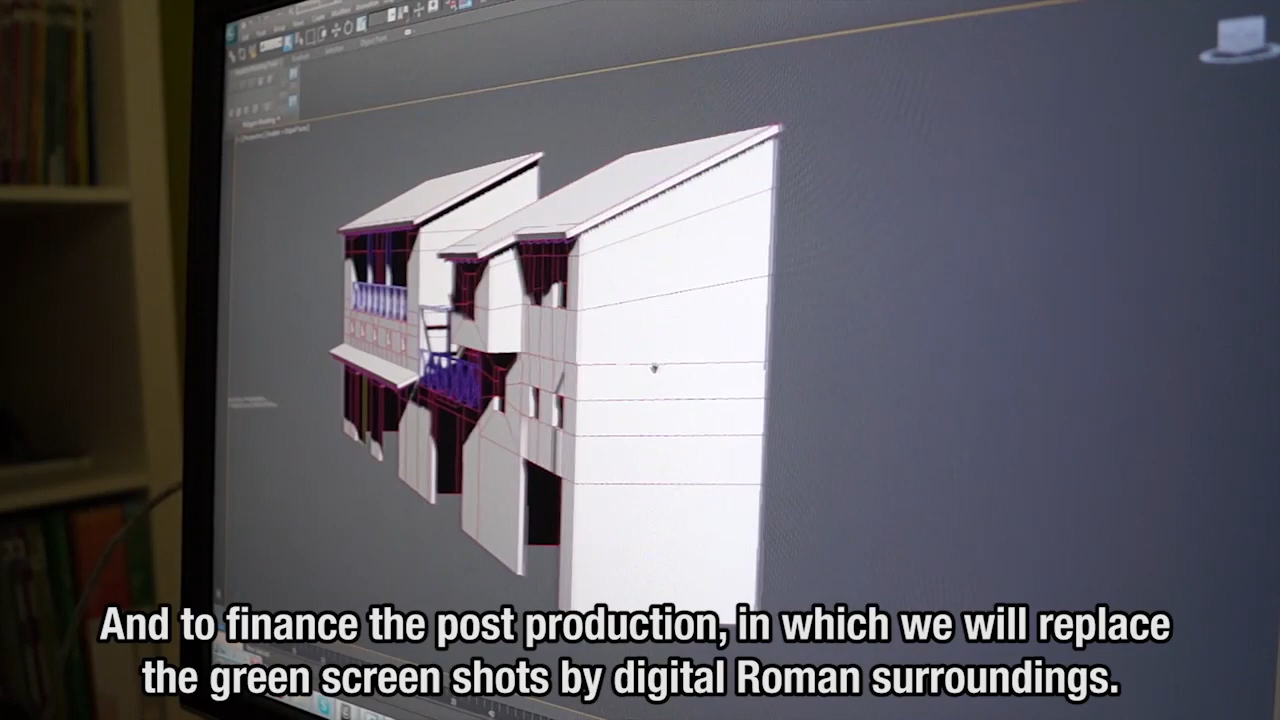 And to finance the post production, in which we will replace
the green screen shots by digital Roman surroundings.